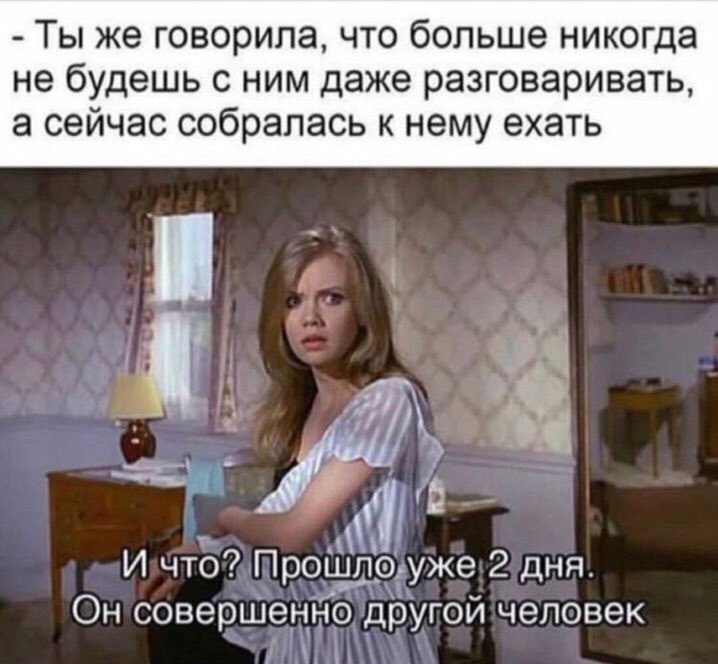 - Ты же говорила, что больше никогда
не будешь с ним даже разговаривать,
а сейчас собралась к нему ехать
И что? Прошло уже 2 дня.
Он совершенно другой человек